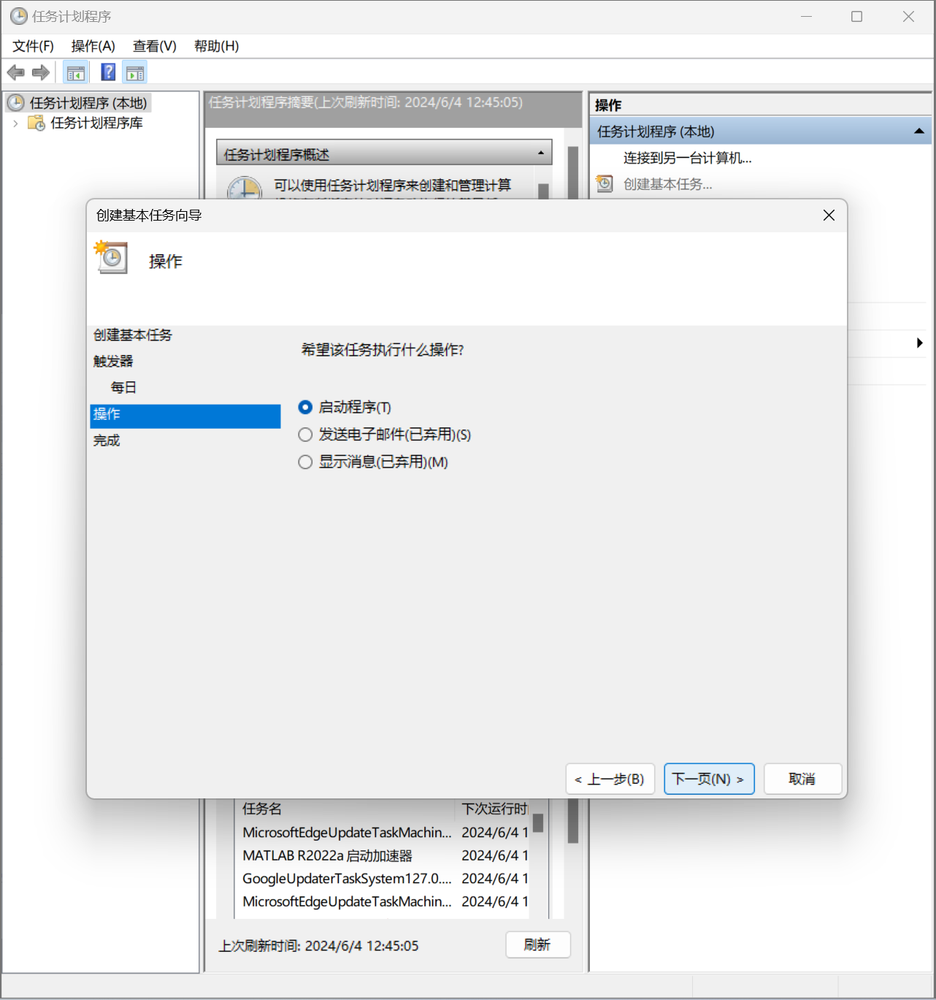 任务计划程序
文件(F) 操作(A) 查看(V) 帮助(H)
任务计划程序 (本地)
任务计划程序库
任务计划程序摘要(上次刷新时间: 2024/6/4 12:45:05)
任务计划程序概述
可以使用任务计划程序来创建和管理计算
操作
任务计划程序 (本地)
连接到另一台计算机...
创建基本任务...
创建基本任务向导
操作
创建基本任务
触发器
每日
操作
完成
希望该任务执行什么操作?
启动程序(T)
发送电子邮件(已弃用)(S)
显示消息(已弃用)(M)
< 上一步(B) 下一页(N) > 取消
任务名 下次运行时
MicrosoftEdgeUpdateTaskMachin... 2024/6/4 1
MATLAB R2022a 启动加速器 2024/6/4 1
GoogleUpdaterTaskSystem127.0.... 2024/6/4 1
MicrosoftEdgeUpdateTaskMachin... 2024/6/4 1
上次刷新时间: 2024/6/4 12:45:05 刷新